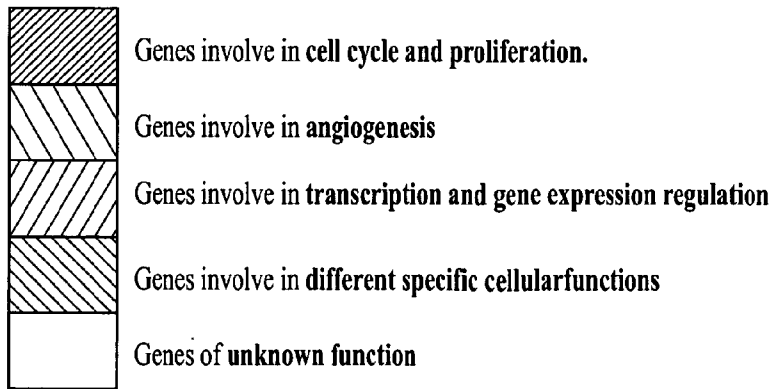 Genes involve in cell cycle and proliferation.
Genes involve in angiogenesis
Genes involve in transcription and gene expression regulation
Genes involve in different specific cellularfunctions
Genes of unknown function